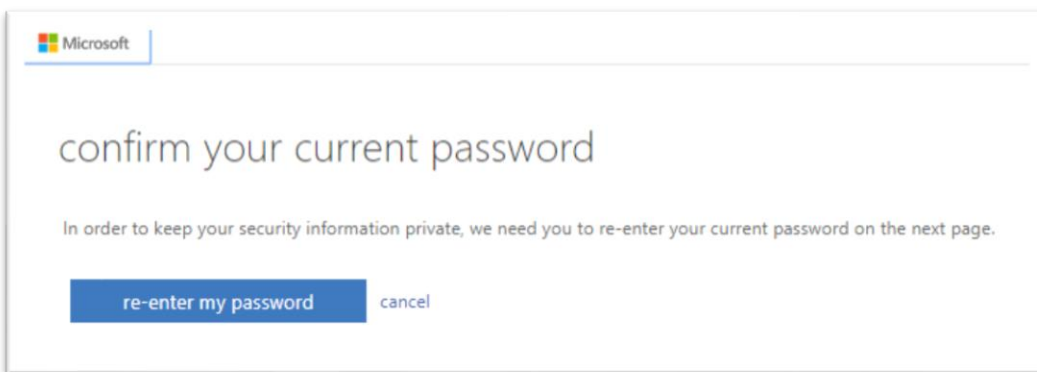 Microsoft
confirm your current password
In order to keep your security information private, we need you to re-enter your current password on the next page.
re-enter my password cancel